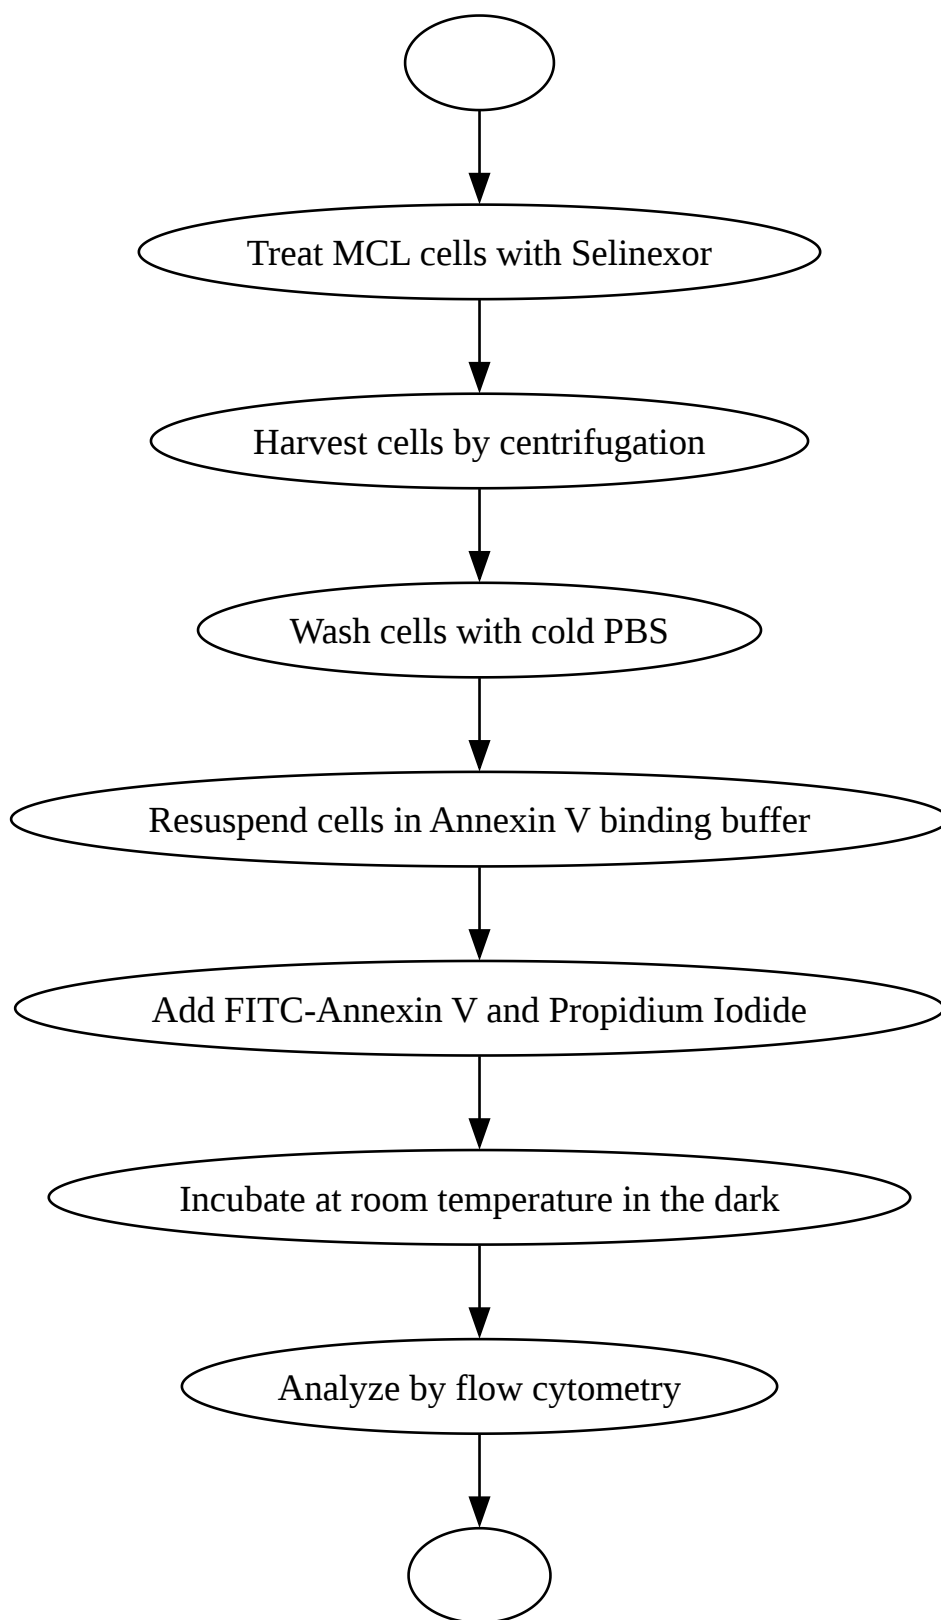 Treat MCL cells with Selinexor
Harvest cells by centrifugation
Wash cells with cold PBS
Resuspend cells in Annexin V binding buffer
Add FITC-Annexin V and Propidium Iodide
Incubate at room temperature in the dark
Analyze by flow cytometry